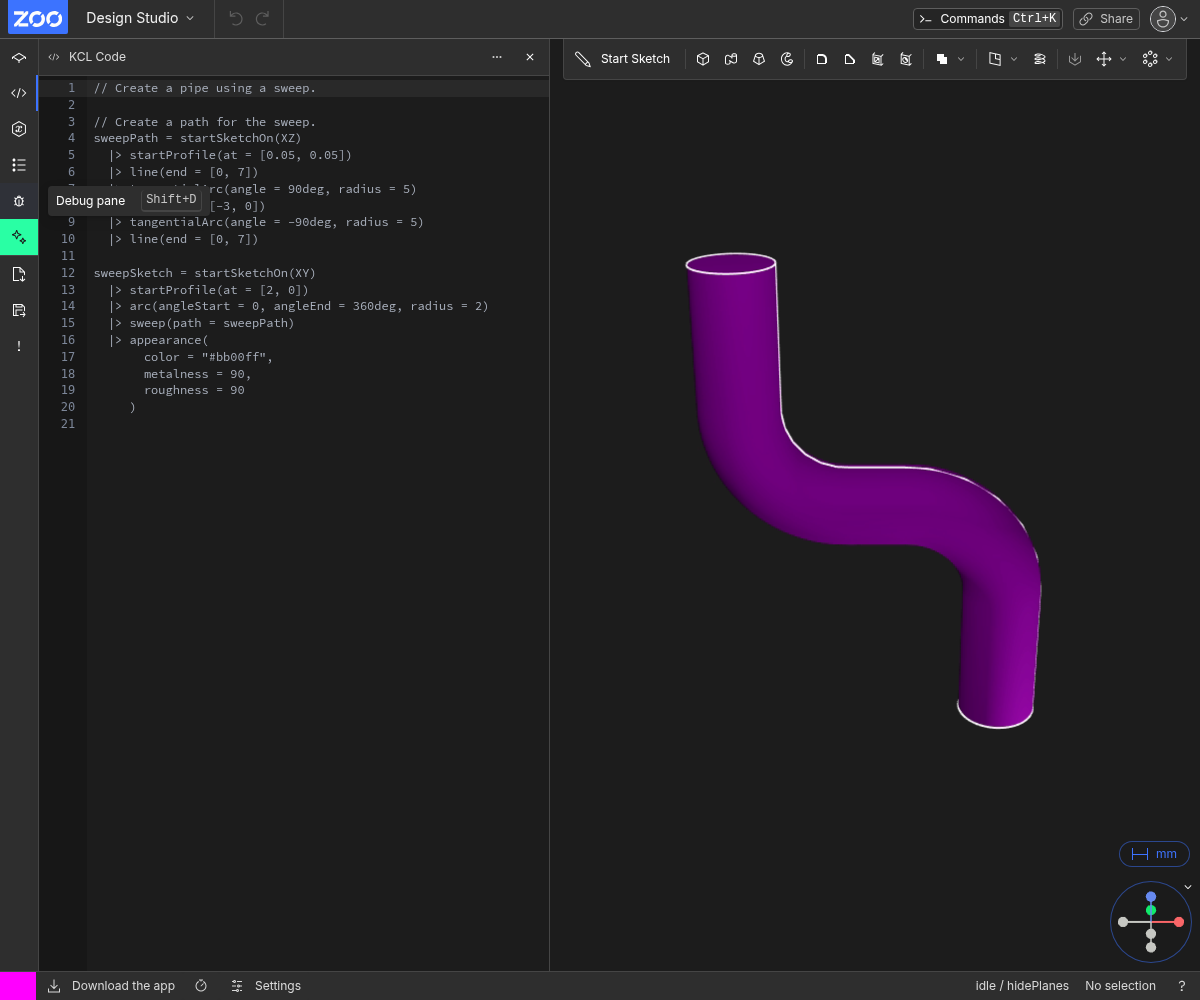 ZOO
Design Studio
Commands Ctrl+K
Share
KCL Code
Start Sketch
1 // Create a pipe using a sweep.
2
3 // Create a path for the sweep.
4 sweepPath = startSketchOn(XZ)
5 |> startProfile(at = [0.05, 0.05])
6 |> line(end = [0, 7])
rc(angle = 90deg, radius = 5)
Debug pane Shift+D
[-3, 0])
9 |> tangentialArc(angle = -90deg, radius = 5)
10 |> line(end = [0, 7])
11
12 sweepSketch = startSketchOn(XY)
13 |> startProfile(at = [2, 0])
14 |> arc(angleStart = 0, angleEnd = 360deg, radius = 2)
15 |> sweep(path = sweepPath)
16 |> appearance(
17 color = "#bb00ff",
18 metalness = 90,
19 roughness = 90
20 )
21
mm
Download the app
Settings
idle / hidePlanes
No selection
?